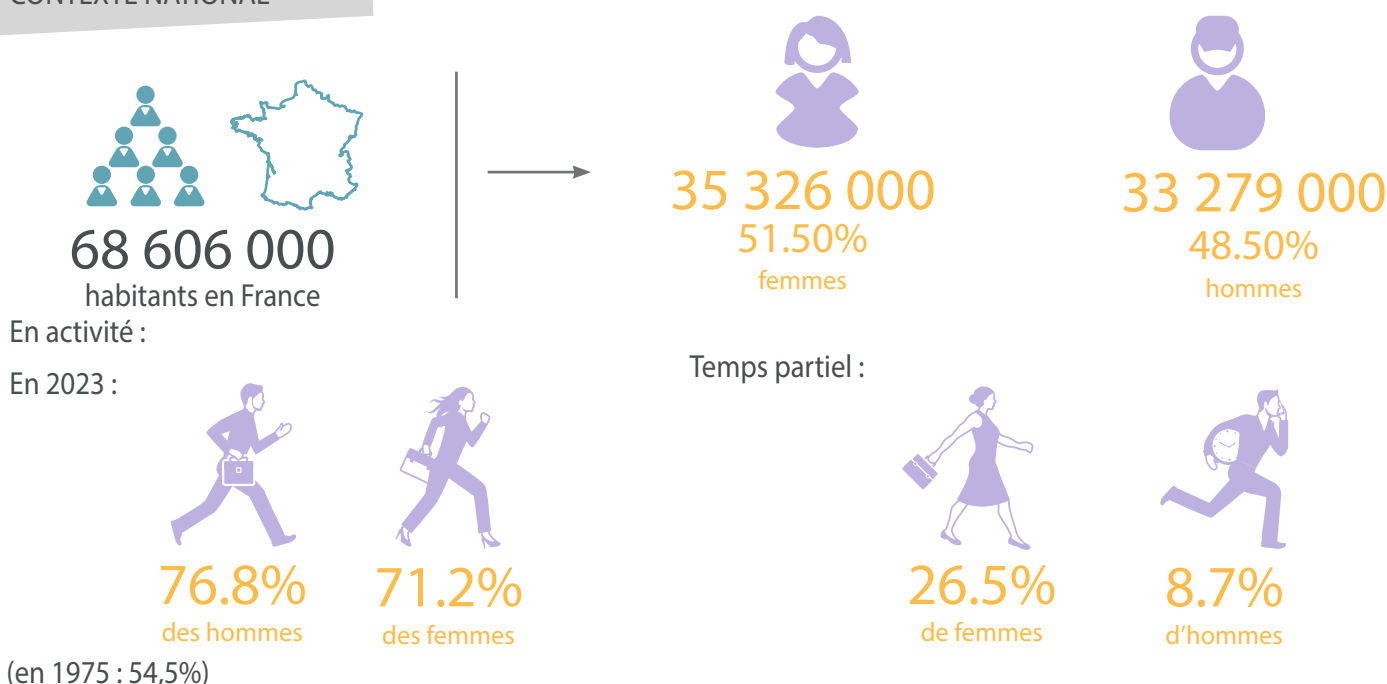 CONTEXTE NATIONAL
68 606 000
habitants en France
35 326 000
51.50%
femmes
33 279 000
48.50%
hommes
En activité :
En 2023 :
76.8%
des hommes
71.2%
des femmes
(en 1975 : 54,5%)
Temps partiel :
26.5%
de femmes
8.7%
d'hommes